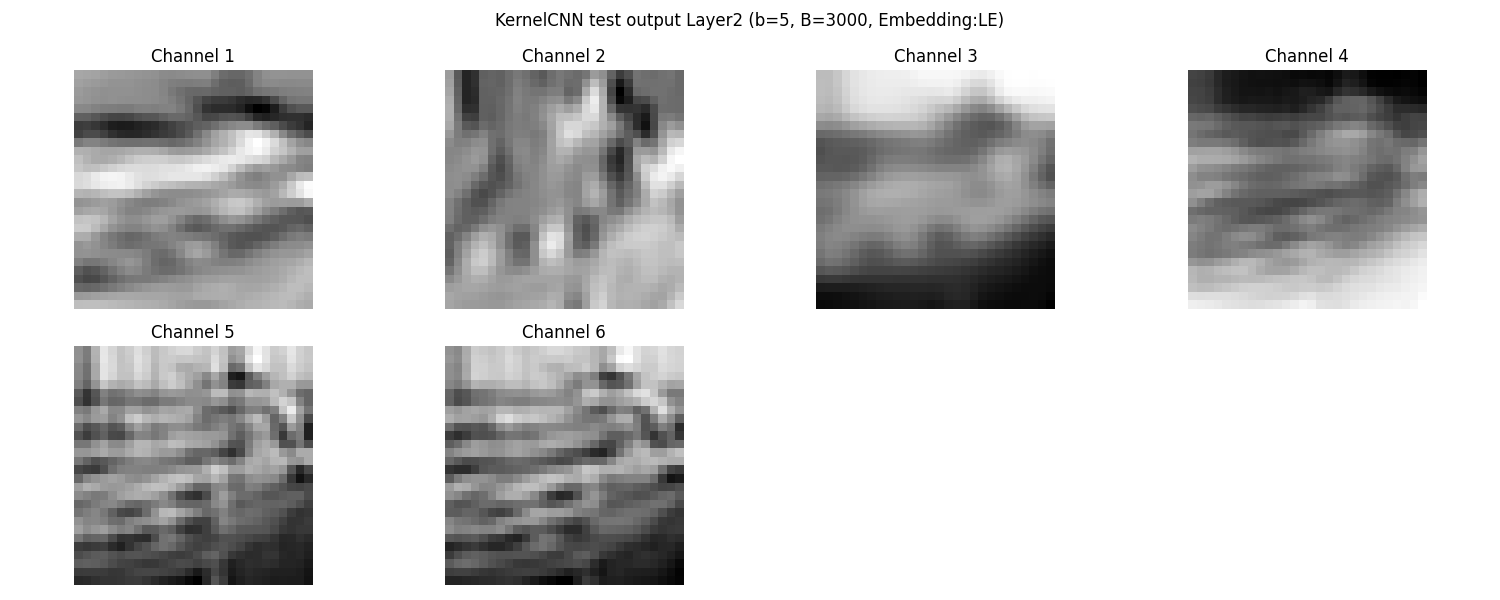 KernelCNN test output Layer2 (b=5, B=3000, Embedding:LE)
Channel 1
Channel 2
Channel 3
Channel 4
Channel 5
Channel 6